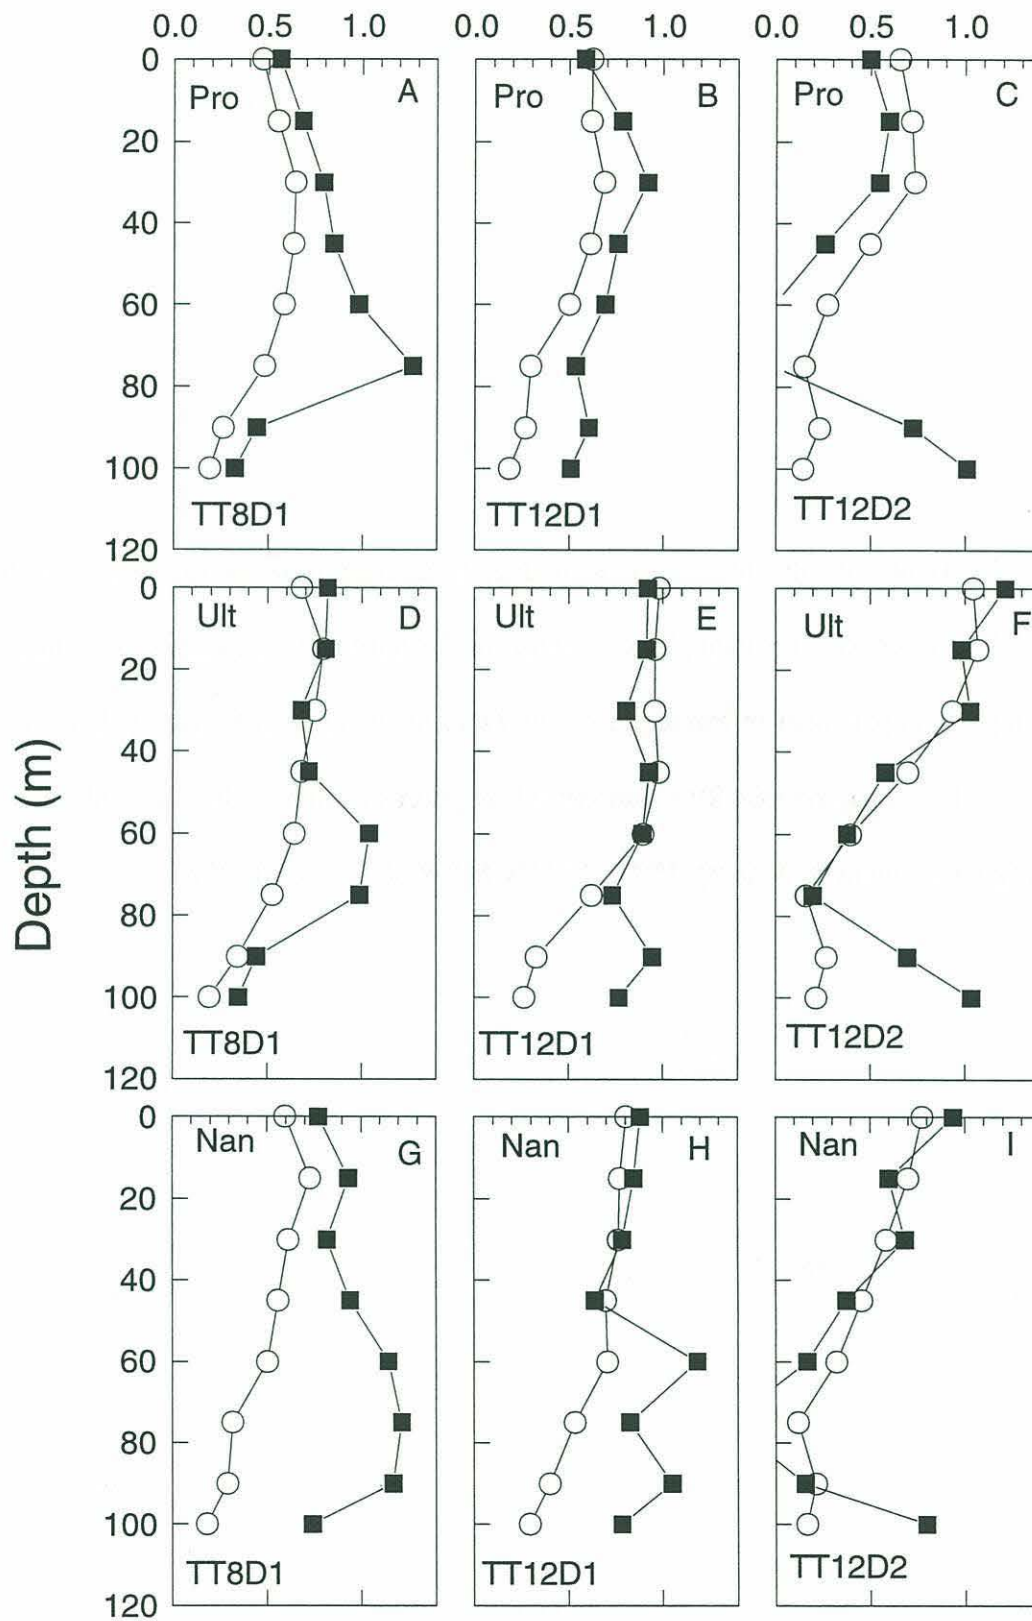 0.0 0.5 1.0 0.0 0.5 1.0 0.0 0.5 1.0
0
20
40
60
80
100
120
Pro A
TT8D1
Pro B
TT12D1
Pro C
TT12D2
0
20
40
60
80
100
120
Ult D
TT8D1
Ult E
TT12D1
Ult F
TT12D2
Depth (m)
0
20
40
60
80
100
120
Nan G
TT8D1
Nan H
TT12D1
Nan I
TT12D2